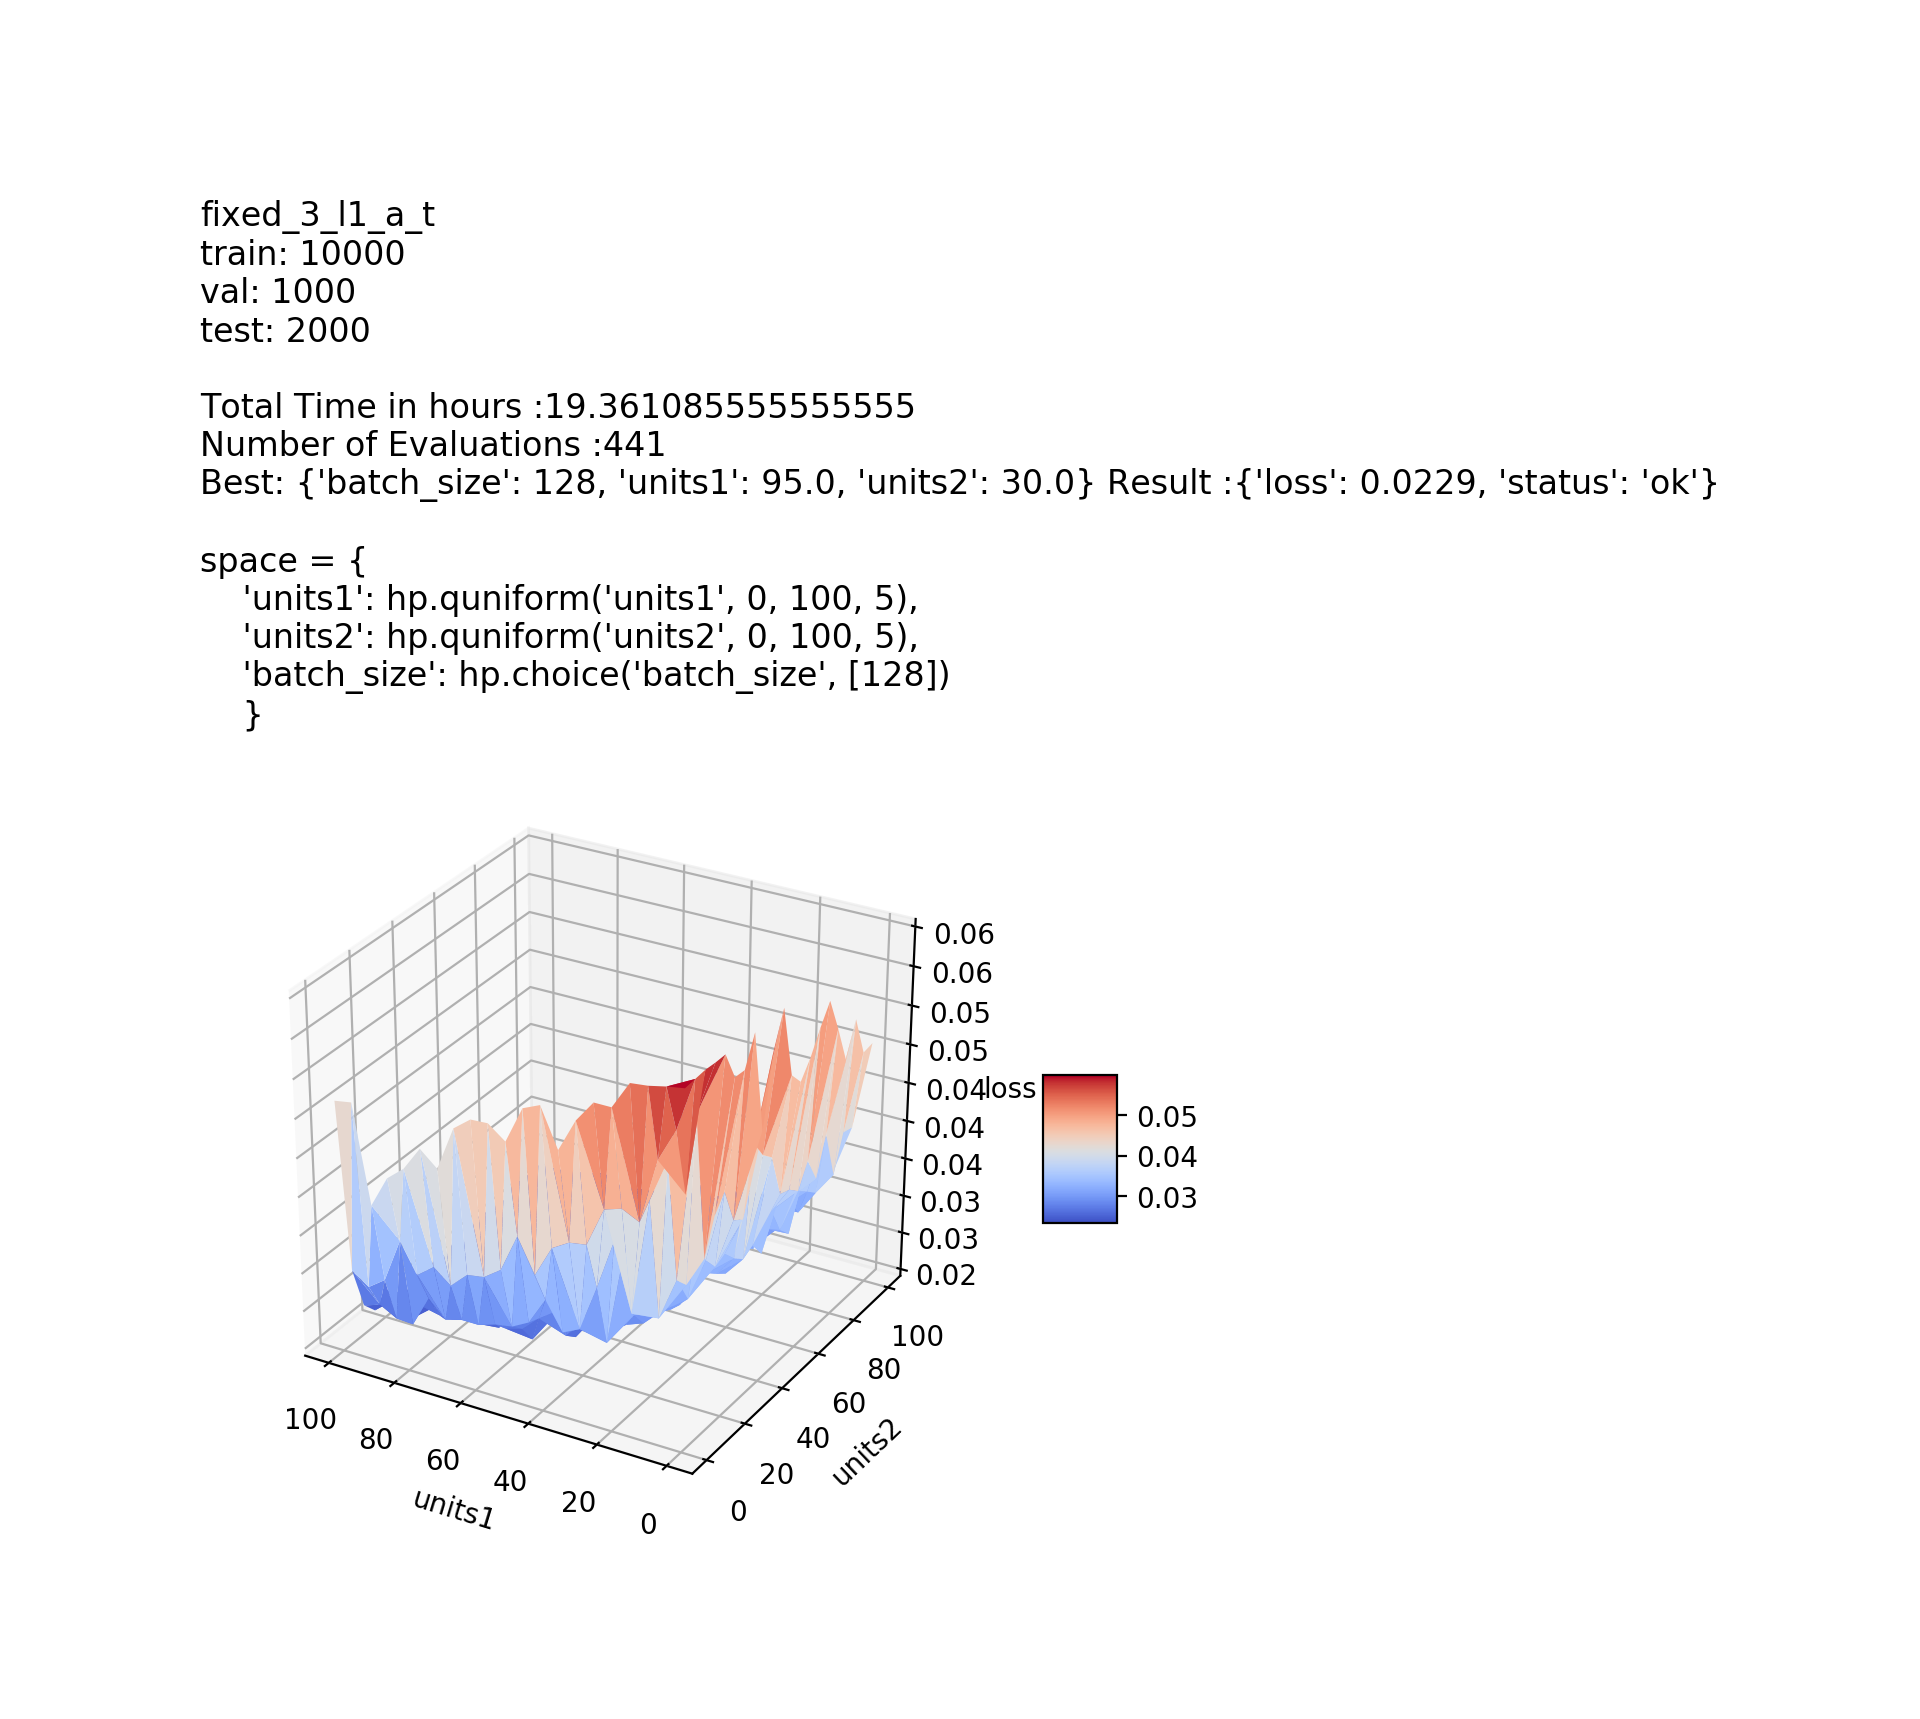 fixed_3_l1_a_t
train: 10000
val: 1000
test: 2000
Total Time in hours :19.361085555555555
Number of Evaluations :441
Best: {'batch_size': 128, 'units1': 95.0, 'units2': 30.0} Result :{'loss': 0.0229, 'status': 'ok'}
space = {
'units1': hp.quniform('units1', 0, 100, 5),
'units2': hp.quniform('units2', 0, 100, 5),
'batch_size': hp.choice('batch_size', [128])
}
0.06
0.06
0.05
0.05
0.04
0.04
0.04
0.03
0.03
0.02
loss
0.05
0.04
0.03
100
80
60
40
20
0
units1
100
80
60
40
20
0
units2